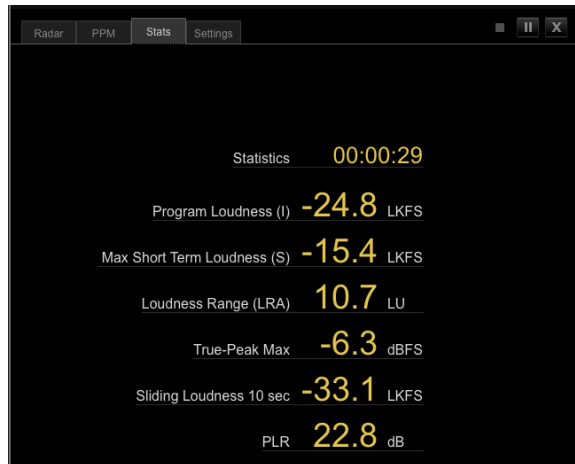 Radar PPM Stats Settings X
Statistics 00:00:29
Program Loudness (I) -24.8 LKFS
Max Short Term Loudness (S) -15.4 LKFS
Loudness Range (LRA) 10.7 LU
True-Peak Max -6.3 dBFS
Sliding Loudness 10 sec -33.1 LKFS
PLR 22.8 dB